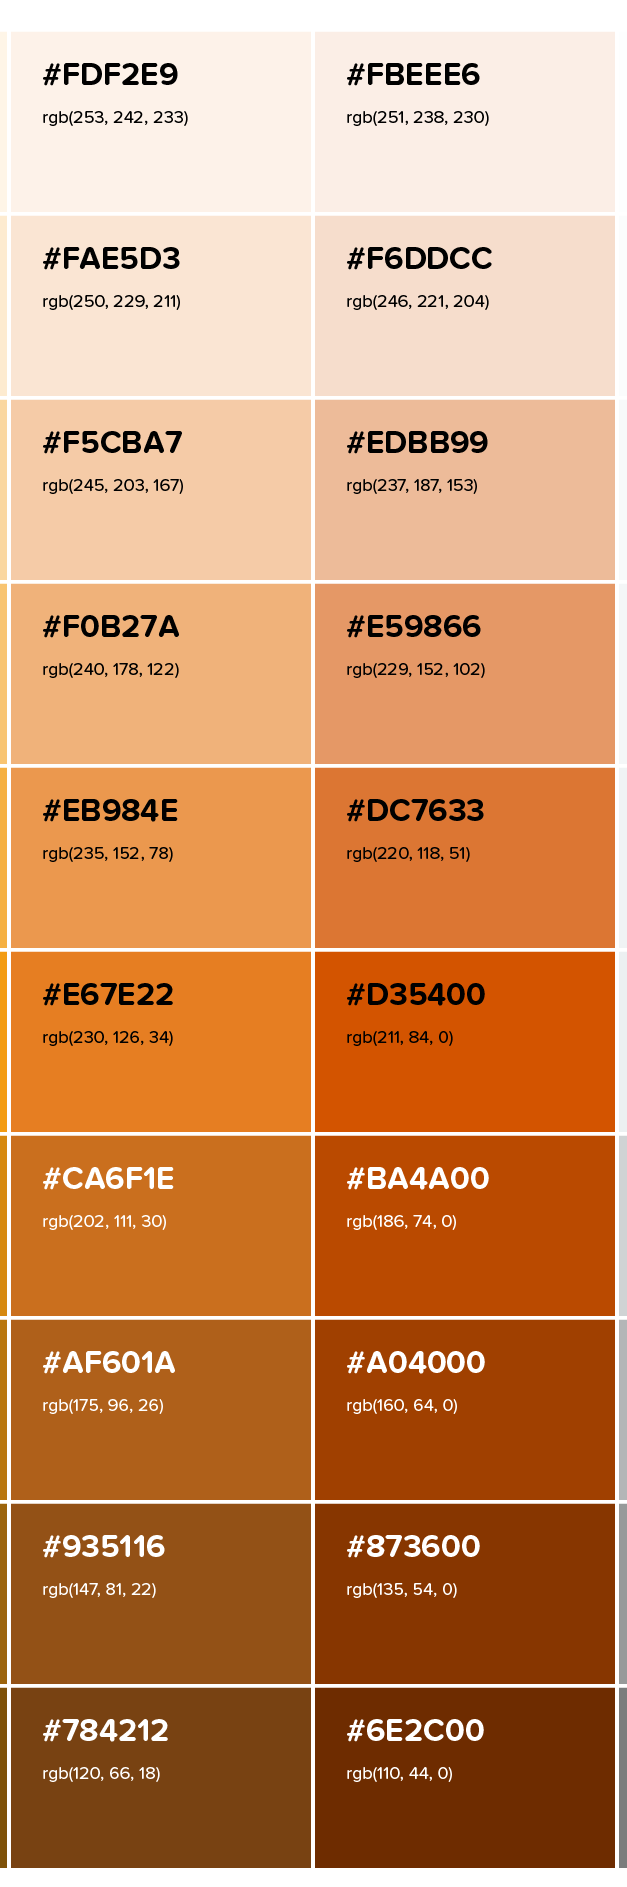 #FDF2E9
rgb(253, 242, 233)
#FBEEE6
rgb(251, 238, 230)
#FAE5D3
rgb(250, 229, 211)
#F6DDCC
rgb(246, 221, 204)
#F5CBA7
rgb(245, 203, 167)
#EDBB99
rgb(237, 187, 153)
#F0B27A
rgb(240, 178, 122)
#E59866
rgb(229, 152, 102)
#EB984E
rgb(235, 152, 78)
#DC7633
rgb(220, 118, 51)
#E67E22
rgb(230, 126, 34)
#D35400
rgb(211, 84, 0)
#CA6F1E
rgb(202, 111, 30)
#BA4A00
rgb(186, 74, 0)
#AF601A
rgb(175, 96, 26)
#A04000
rgb(160, 64, 0)
#935116
rgb(147, 81, 22)
#873600
rgb(135, 54, 0)
#784212
rgb(120, 66, 18)
#6E2C00
rgb(110, 44, 0)